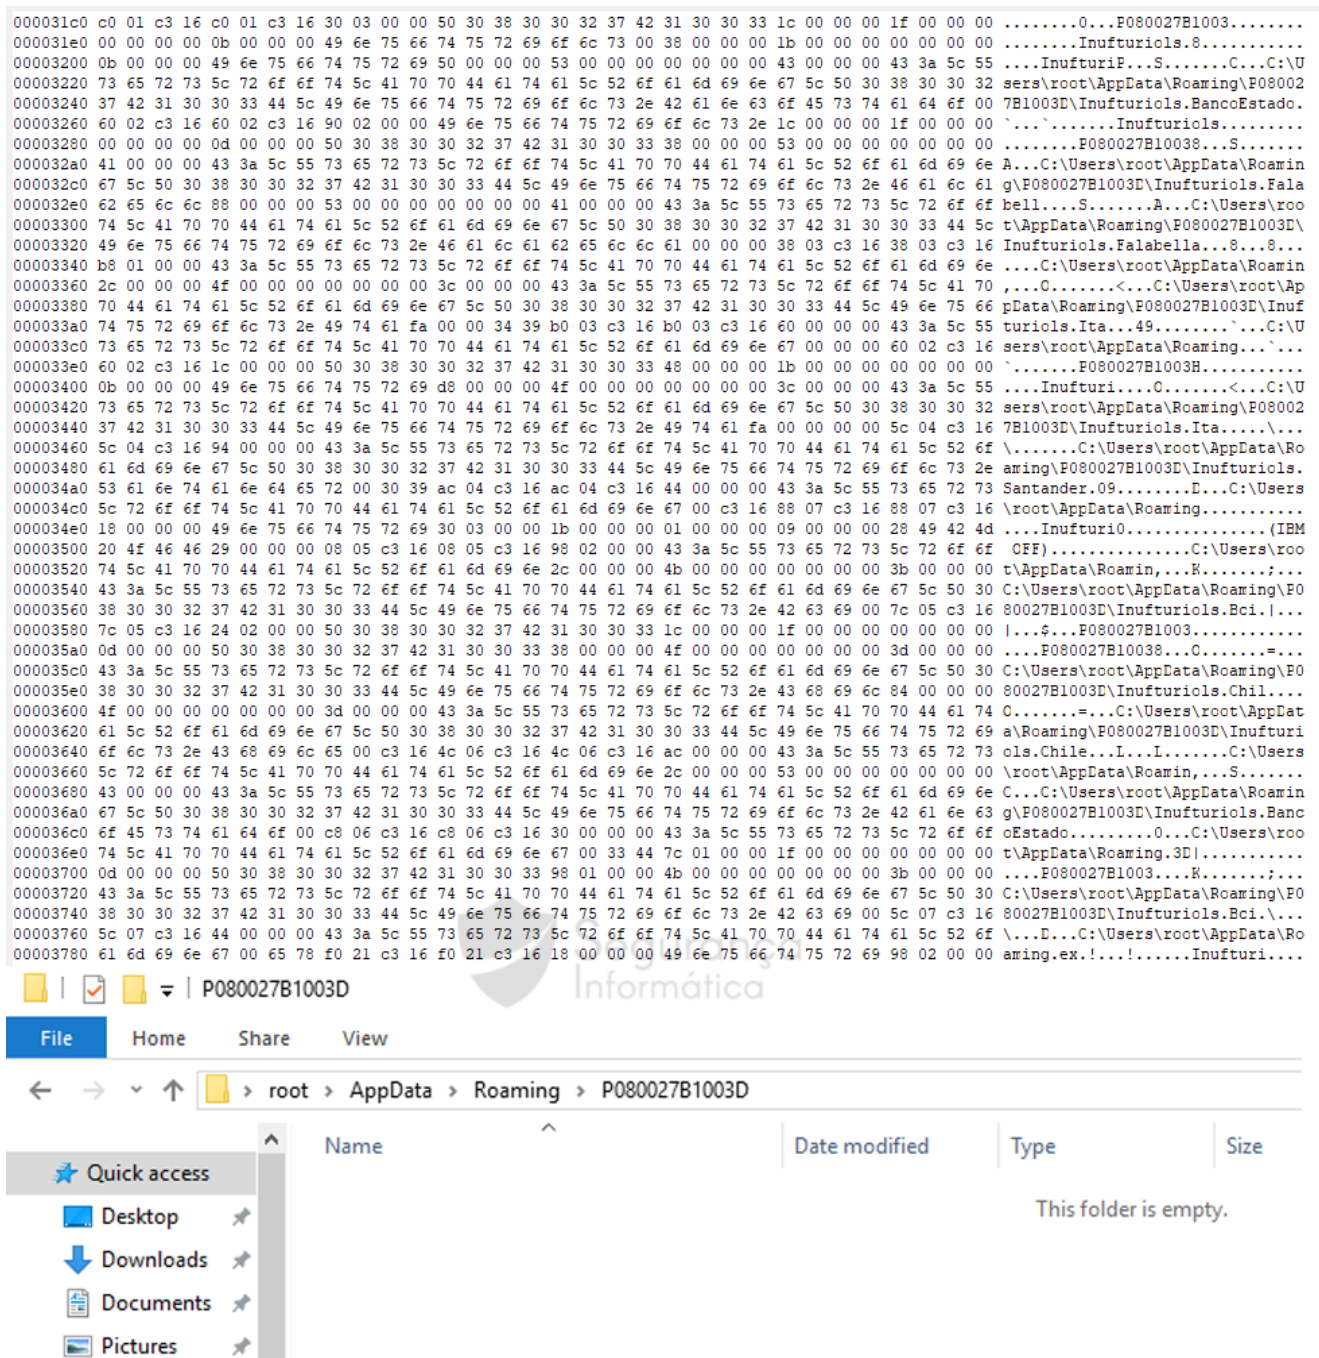 000031c0 c0 01 c3 16 c0 01 c3 16 30 03 00 00 50 30 38 30 30 32 37 42 31 30 30 33 1c 00 00 00 1f 00 00 00 ........0...P080027B1003........
000031e0 00 00 00 00 0b 00 00 00 49 6e 75 66 74 75 72 69 6f 6c 73 00 38 00 00 00 1b 00 00 00 00 00 00 00 ........Inufturiols.8...........
00003200 0b 00 00 00 49 6e 75 66 74 75 72 69 50 00 00 00 53 00 00 00 00 00 00 00 43 00 00 00 43 3a 5c 55 ....InufturiP...S.......C...C:\U
00003220 73 65 72 73 5c 72 6f 6f 74 5c 41 70 70 44 61 74 61 5c 52 6f 61 6d 69 6e 67 5c 50 30 38 30 30 32 sers\root\AppData\Roaming\P08002
00003240 37 42 31 30 30 33 44 5c 49 6e 75 66 74 75 72 69 6f 6c 73 2e 42 61 6e 63 6f 45 73 74 61 64 6f 00 7B1003D\Inufturiols.BancoEstado.
00003260 60 02 c3 16 60 02 c3 16 90 02 00 00 49 6e 75 66 74 75 72 69 6f 6c 73 2e 1c 00 00 00 1f 00 00 00 `...`.......Inufturiols.........
00003280 00 00 00 00 0d 00 00 00 50 30 38 30 30 32 37 42 31 30 30 33 38 00 00 00 53 00 00 00 00 00 00 00 ........P080027B10038...S.......
000032a0 41 00 00 00 43 3a 5c 55 73 65 72 73 5c 72 6f 6f 74 5c 41 70 70 44 61 74 61 5c 52 6f 61 6d 69 6e A...C:\Users\root\AppData\Roamin
000032c0 67 5c 50 30 38 30 30 32 37 42 31 30 30 33 44 5c 49 6e 75 66 74 75 72 69 6f 6c 73 2e 46 61 6c 61 g\P080027B1003D\Inufturiols.Fala
000032e0 62 65 6c 6c 88 00 00 00 53 00 00 00 00 00 00 00 41 00 00 00 43 3a 5c 55 73 65 72 73 5c 72 6f 6f bell....S.......A...C:\Users\roo
00003300 74 5c 41 70 70 44 61 74 61 5c 52 6f 61 6d 69 6e 67 5c 50 30 38 30 30 32 37 42 31 30 30 33 44 5c t\AppData\Roaming\P080027B1003D\
00003320 49 6e 75 66 74 75 72 69 6f 6c 73 2e 46 61 6c 61 62 65 6c 6c 61 00 00 00 38 03 c3 16 38 03 c3 16 Inufturiols.Falabella...8...8...
00003340 b8 01 00 00 43 3a 5c 55 73 65 72 73 5c 72 6f 6f 74 5c 41 70 70 44 61 74 61 5c 52 6f 61 6d 69 6e ....C:\Users\root\AppData\Roamin
00003360 2c 00 00 00 4f 00 00 00 00 00 00 00 3c 00 00 00 43 3a 5c 55 73 65 72 73 5c 72 6f 6f 74 5c 41 70 ,...O.......<...C:\Users\root\Ap
00003380 70 44 61 74 61 5c 52 6f 61 6d 69 6e 67 5c 50 30 38 30 30 32 37 42 31 30 30 33 44 5c 49 6e 75 66 pData\Roaming\P080027B1003D\Inuf
000033a0 74 75 72 69 6f 6c 73 2e 49 74 61 fa 00 00 34 39 b0 03 c3 16 b0 03 c3 16 60 00 00 00 43 3a 5c 55 turiols.Ita...49........`...C:\U
000033c0 73 65 72 73 5c 72 6f 6f 74 5c 41 70 70 44 61 74 61 5c 52 6f 61 6d 69 6e 67 00 00 00 60 02 c3 16 sers\root\AppData\Roaming...`...
000033e0 60 02 c3 16 1c 00 00 00 50 30 38 30 30 32 37 42 31 30 30 33 48 00 00 00 1b 00 00 00 00 00 00 00 `.......P080027B1003H...........
00003400 0b 00 00 00 49 6e 75 66 74 75 72 69 d8 00 00 00 4f 00 00 00 00 00 00 00 3c 00 00 00 43 3a 5c 55 ....Inufturi....O.......<...C:\U
00003420 73 65 72 73 5c 72 6f 6f 74 5c 41 70 70 44 61 74 61 5c 52 6f 61 6d 69 6e 67 5c 50 30 38 30 30 32 sers\root\AppData\Roaming\P08002
00003440 37 42 31 30 30 33 44 5c 49 6e 75 66 74 75 72 69 6f 6c 73 2e 49 74 61 fa 00 00 00 00 5c 04 c3 16 7B1003D\Inufturiols.Ita.....\...
00003460 5c 04 c3 16 94 00 00 00 43 3a 5c 55 73 65 72 73 5c 72 6f 6f 74 5c 41 70 70 44 61 74 61 5c 52 6f \.......C:\Users\root\AppData\Ro
00003480 61 6d 69 6e 67 5c 50 30 38 30 30 32 37 42 31 30 30 33 44 5c 49 6e 75 66 74 75 72 69 6f 6c 73 2e aming\P080027B1003D\Inufturiols.
000034a0 53 61 6e 74 61 6e 64 65 72 00 30 39 ac 04 c3 16 ac 04 c3 16 44 00 00 00 43 3a 5c 55 73 65 72 73 Santander.09........D...C:\Users
000034c0 5c 72 6f 6f 74 5c 41 70 70 44 61 74 61 5c 52 6f 61 6d 69 6e 67 00 c3 16 88 07 c3 16 88 07 c3 16 \root\AppData\Roaming...........
000034e0 18 00 00 00 49 6e 75 66 74 75 72 69 30 03 00 00 1b 00 00 00 01 00 00 00 09 00 00 00 28 49 42 4d ....Inufturi0...............(IBM
00003500 20 4f 46 46 29 00 00 00 08 05 c3 16 08 05 c3 16 98 02 00 00 43 3a 5c 55 73 65 72 73 5c 72 6f 6f  OFF)...............C:\Users\roo
00003520 74 5c 41 70 70 44 61 74 61 5c 52 6f 61 6d 69 6e 2c 00 00 00 4b 00 00 00 00 00 00 00 3b 00 00 00 t\AppData\Roamin,...K.......;...
00003540 43 3a 5c 55 73 65 72 73 5c 72 6f 6f 74 5c 41 70 70 44 61 74 61 5c 52 6f 61 6d 69 6e 67 5c 50 30 C:\Users\root\AppData\Roaming\P0
00003560 38 30 30 32 37 42 31 30 30 33 44 5c 49 6e 75 66 74 75 72 69 6f 6c 73 2e 42 63 69 00 7c 05 c3 16 80027B1003D\Inufturiols.Bci.|...
00003580 7c 05 c3 16 24 02 00 00 50 30 38 30 30 32 37 42 31 30 30 33 1c 00 00 00 1f 00 00 00 00 00 00 00 |...$...P080027B1003............
000035a0 0d 00 00 00 50 30 38 30 30 32 37 42 31 30 30 33 38 00 00 00 4f 00 00 00 00 00 00 00 3d 00 00 00 ....P080027B10038...O.......=...
000035c0 43 3a 5c 55 73 65 72 73 5c 72 6f 6f 74 5c 41 70 70 44 61 74 61 5c 52 6f 61 6d 69 6e 67 5c 50 30 C:\Users\root\AppData\Roaming\P0
000035e0 38 30 30 32 37 42 31 30 30 33 44 5c 49 6e 75 66 74 75 72 69 6f 6c 73 2e 43 68 69 6c 84 00 00 00 80027B1003D\Inufturiols.Chil....
00003600 4f 00 00 00 00 00 00 00 3d 00 00 00 43 3a 5c 55 73 65 72 73 5c 72 6f 6f 74 5c 41 70 70 44 61 74 O.......=...C:\Users\root\AppDat
00003620 61 5c 52 6f 61 6d 69 6e 67 5c 50 30 38 30 30 32 37 42 31 30 30 33 44 5c 49 6e 75 66 74 75 72 69 a\Roaming\P080027B1003D\Inufturi
00003640 6f 6c 73 2e 43 68 69 6c 65 00 c3 16 4c 06 c3 16 4c 06 c3 16 ac 00 00 00 43 3a 5c 55 73 65 72 73 ols.Chile...L...L.......C:\Users
00003660 5c 72 6f 6f 74 5c 41 70 70 44 61 74 61 5c 52 6f 61 6d 69 6e 2c 00 00 00 53 00 00 00 00 00 00 00 \root\AppData\Roamin,...S.......
00003680 43 00 00 00 43 3a 5c 55 73 65 72 73 5c 72 6f 6f 74 5c 41 70 70 44 61 74 61 5c 52 6f 61 6d 69 6e C...C:\Users\root\AppData\Roamin
000036a0 67 5c 50 30 38 30 30 32 37 42 31 30 30 33 44 5c 49 6e 75 66 74 75 72 69 6f 6c 73 2e 42 61 6e 63 g\P080027B1003D\Inufturiols.Banc
000036c0 6f 45 73 74 61 64 6f 00 c8 06 c3 16 c8 06 c3 16 30 00 00 00 43 3a 5c 55 73 65 72 73 5c 72 6f 6f oEstado.........0...C:\Users\roo
000036e0 74 5c 41 70 70 44 61 74 61 5c 52 6f 61 6d 69 6e 67 00 33 44 7c 01 00 00 1f 00 00 00 00 00 00 00 t\AppData\Roaming.3D|...........
00003700 0d 00 00 00 50 30 38 30 30 32 37 42 31 30 30 33 98 01 00 00 4b 00 00 00 00 00 00 00 3b 00 00 00 ....P080027B1003....K.......;...
00003720 43 3a 5c 55 73 65 72 73 5c 72 6f 6f 74 5c 41 70 70 44 61 74 61 5c 52 6f 61 6d 69 6e 67 5c 50 30 C:\Users\root\AppData\Roaming\P0
00003740 38 30 30 32 37 42 31 30 30 33 44 5c 49 6e 75 66 74 75 72 69 6f 6c 73 2e 42 63 69 00 5c 07 c3 16 80027B1003D\Inufturiols.Bci.\...
00003760 5c 07 c3 16 44 00 00 00 43 3a 5c 55 73 65 72 73 5c 72 6f 6f 74 5c 41 70 70 44 61 74 61 5c 52 6f \...D...C:\Users\root\AppData\Ro
00003780 61 6d 69 6e 67 00 65 78 f0 21 c3 16 f0 21 c3 16 18 00 00 00 49 6e 75 66 74 75 72 69 98 02 00 00 aming.ex.!...!......Inufturi....
Segurança
Informática
P080027B1003D
File Home Share View
root > AppData > Roaming > P080027B1003D
Name Date modified Type Size
Quick access
This folder is empty.
Desktop
Downloads
Documents
Pictures